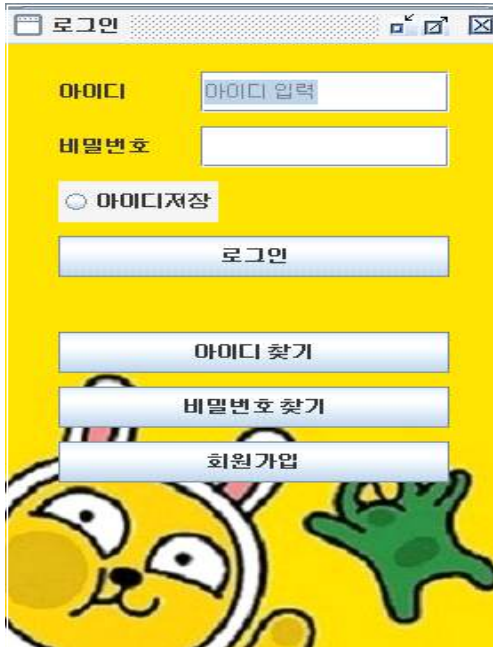 로그인
아이디 아이디 입력
비밀번호
아이디저장
로그인
아이디 찾기
비밀번호 찾기
회원가입